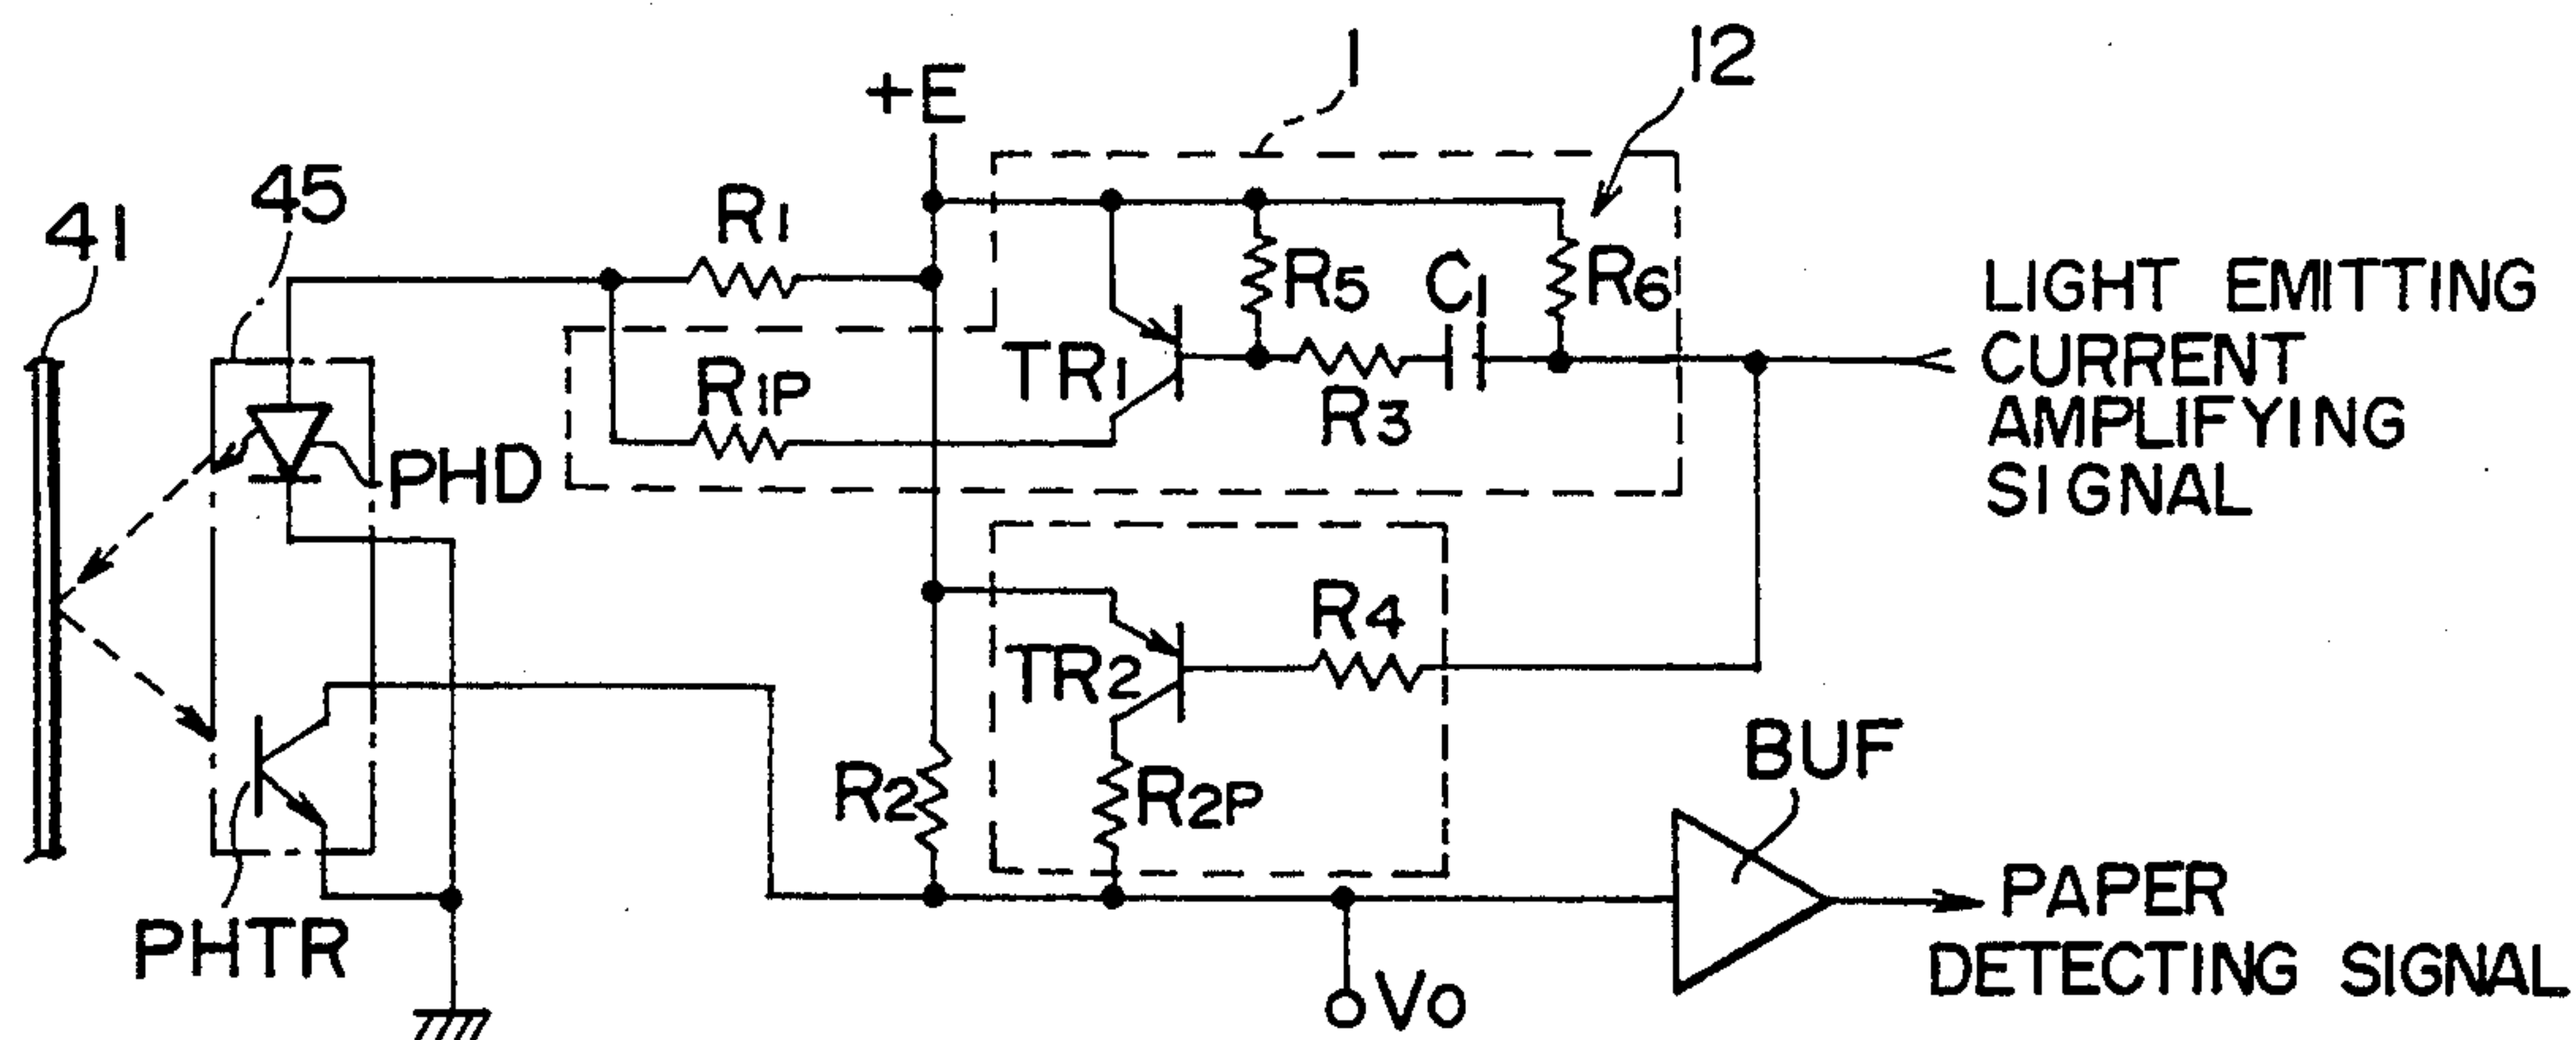 1
12
+E
45
41
R1
R5
C1
R6
LIGHT EMITTING
CURRENT
AMPLIFYING
SIGNAL
R1P
TR1
R3
PHD
R4
TR2
R2
R2P
BUF
PHTR
Vo
PAPER
DETECTING SIGNAL